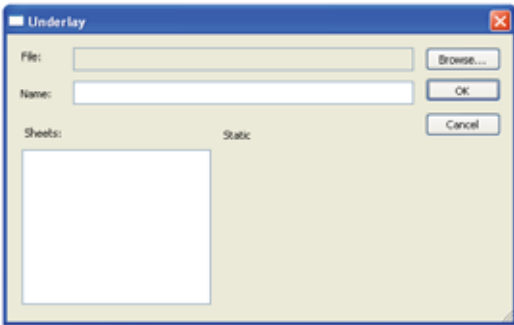 Underlay
File:
Browse....
Name:
OK
Cancel
Sheets:
Static